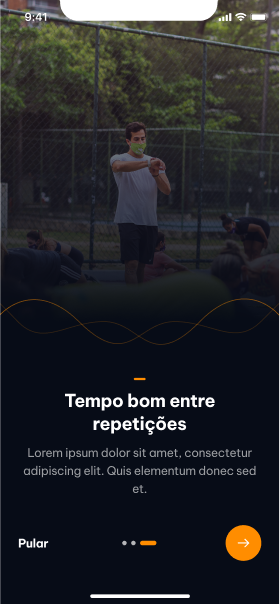 9:41
Tempo bom entre
repetições
Lorem ipsum dolor sit amet, consectetur
adipiscing elit. Quis elementum donec sed
et.
Pular